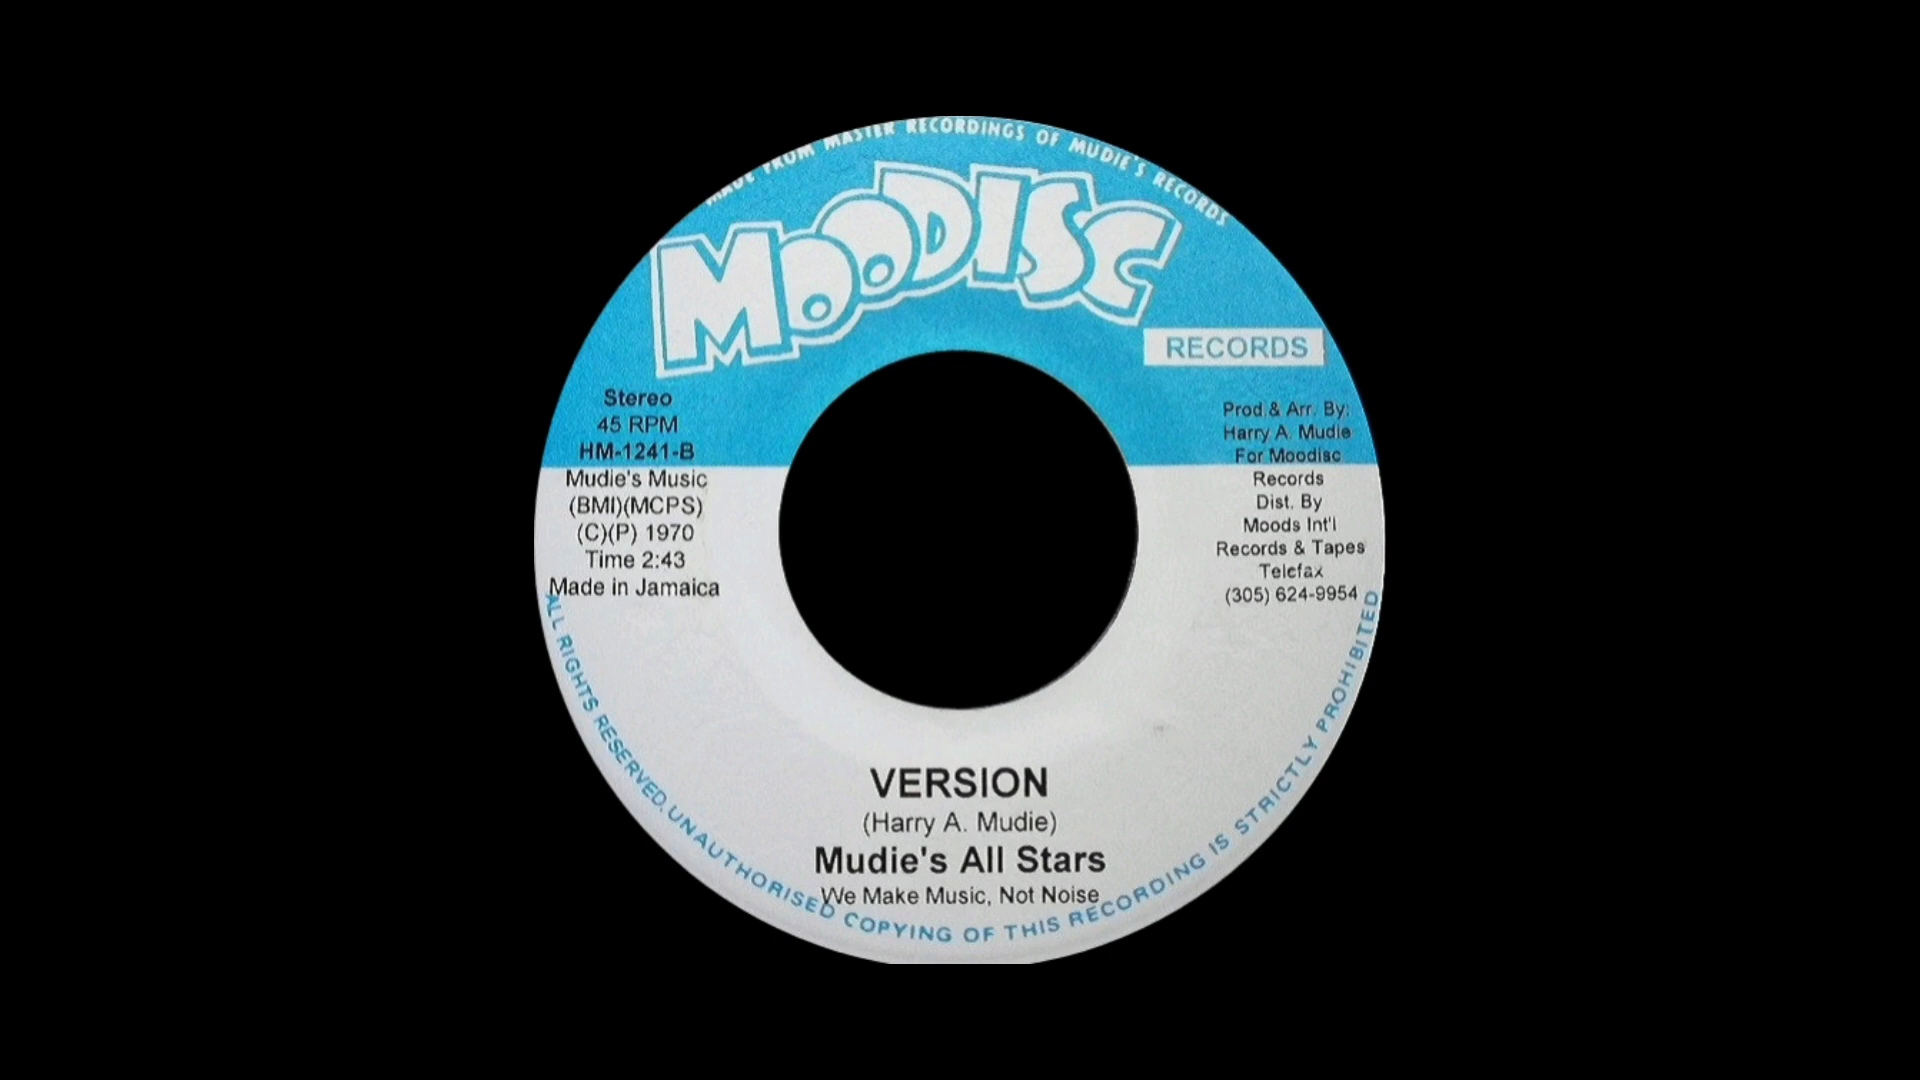 MADE FROM MASTER RECORDINGS OF MUDIE'S RECORDS
MOODISC
RECORDS
Stereo
45 RPM
HM-1241-B
Mudie's Music
(BMI)(MCPS)
(C)(P) 1970
Time 2:43
Made in Jamaica
Prod.& Arr. By:
Harry A. Mudie
For Moodisc
Records
Dist. By
Moods Int'l
Records & Tapes
Telefax
(305) 624-9954
VERSION
(Harry A. Mudie)
Mudie's All Stars
We Make Music, Not Noise
ALL RIGHTS RESERVED. UNAUTHORISED COPYING OF THIS RECORDING IS STRICTLY PROHIBITED